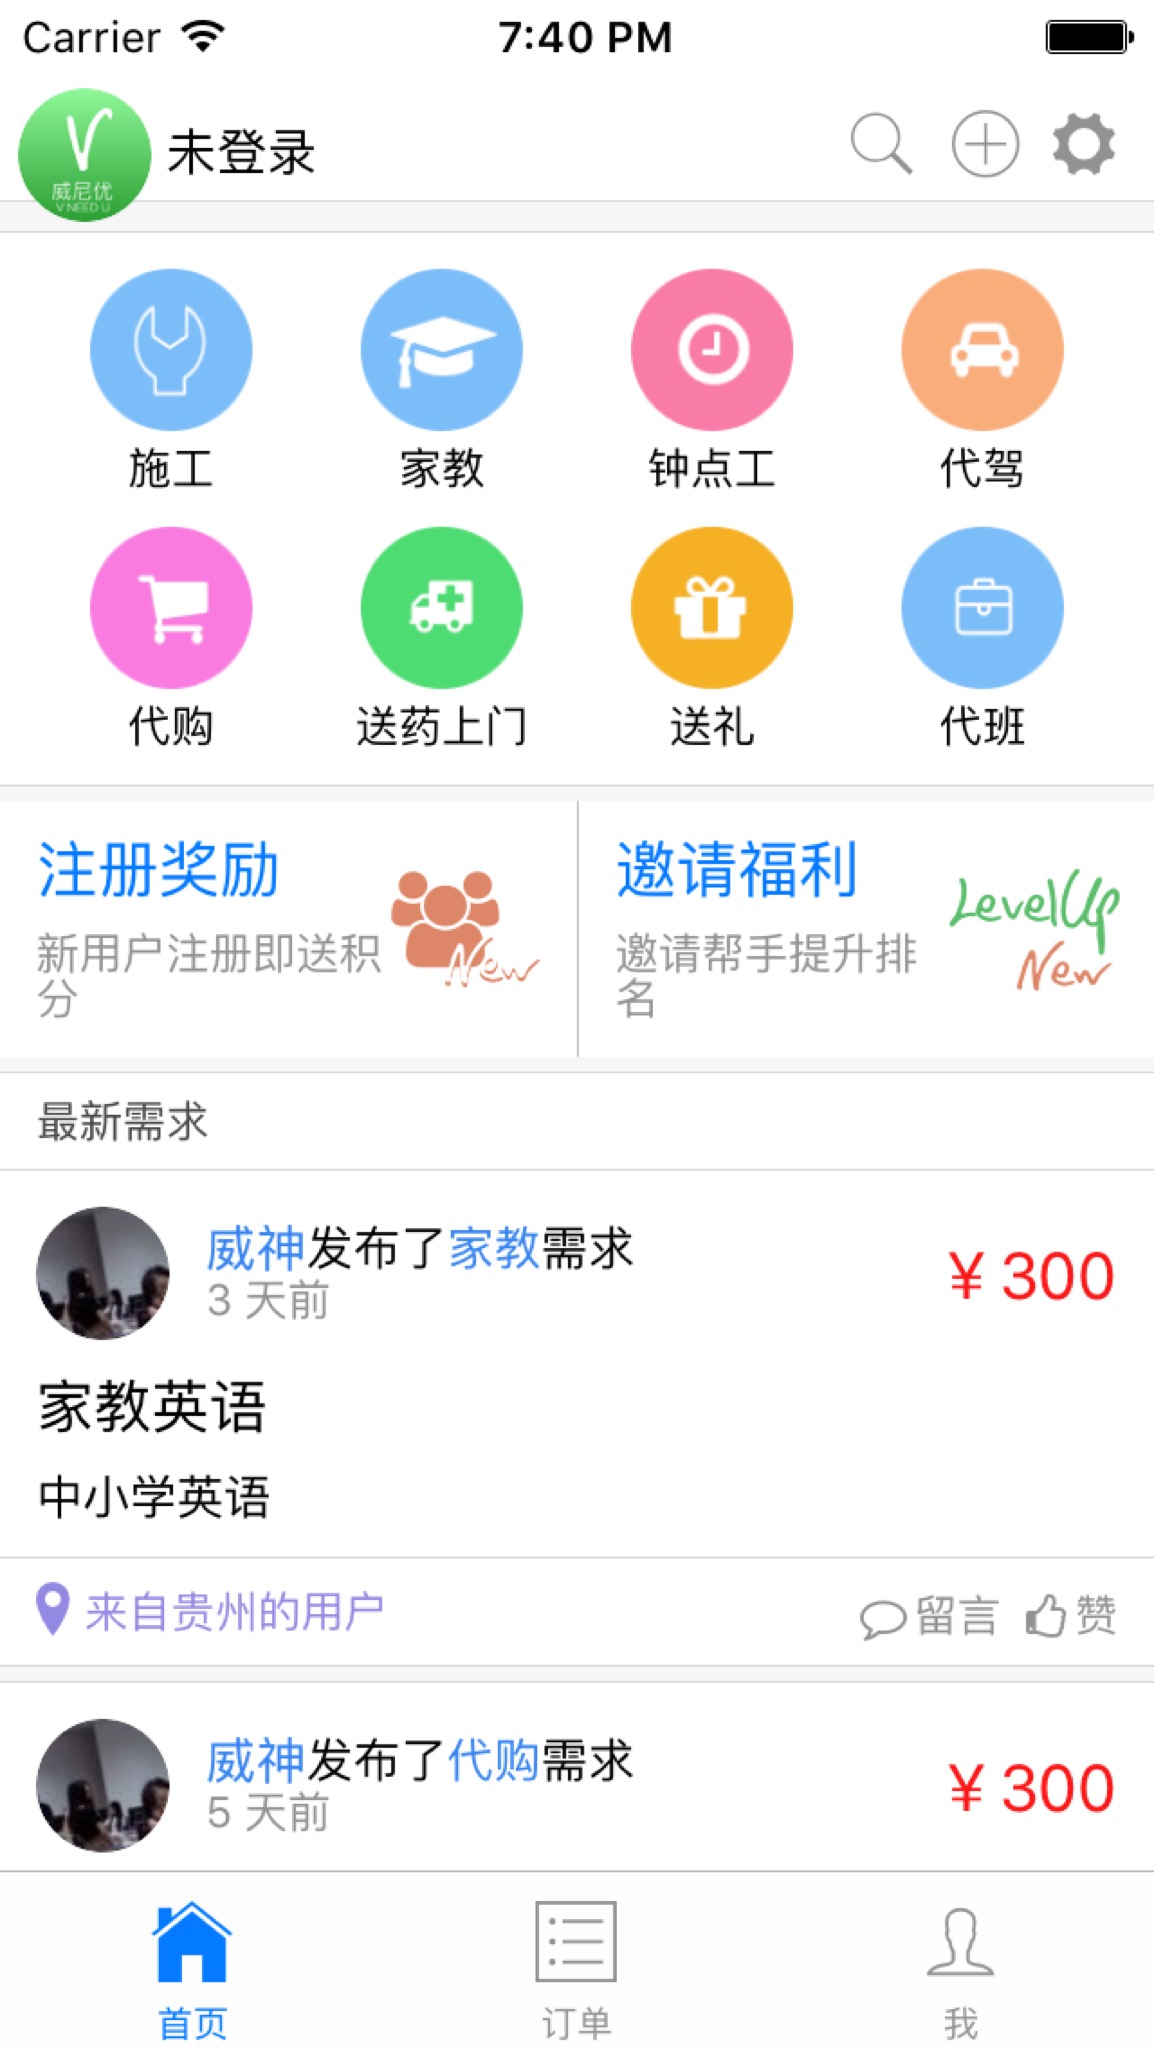 Carrier 7:40 PM
V
威尼优
V NEED U
未登录
施工 家教 钟点工 代驾
代购 送药上门 送礼 代班
注册奖励
新用户注册即送积
分
New
邀请福利
邀请帮手提升排
名
LevelUp
New
最新需求
威神发布了家教需求
3 天前
¥ 300
家教英语
中小学英语
来自贵州的用户 留言 赞
威神发布了代购需求
5 天前
¥ 300
首页 订单 我